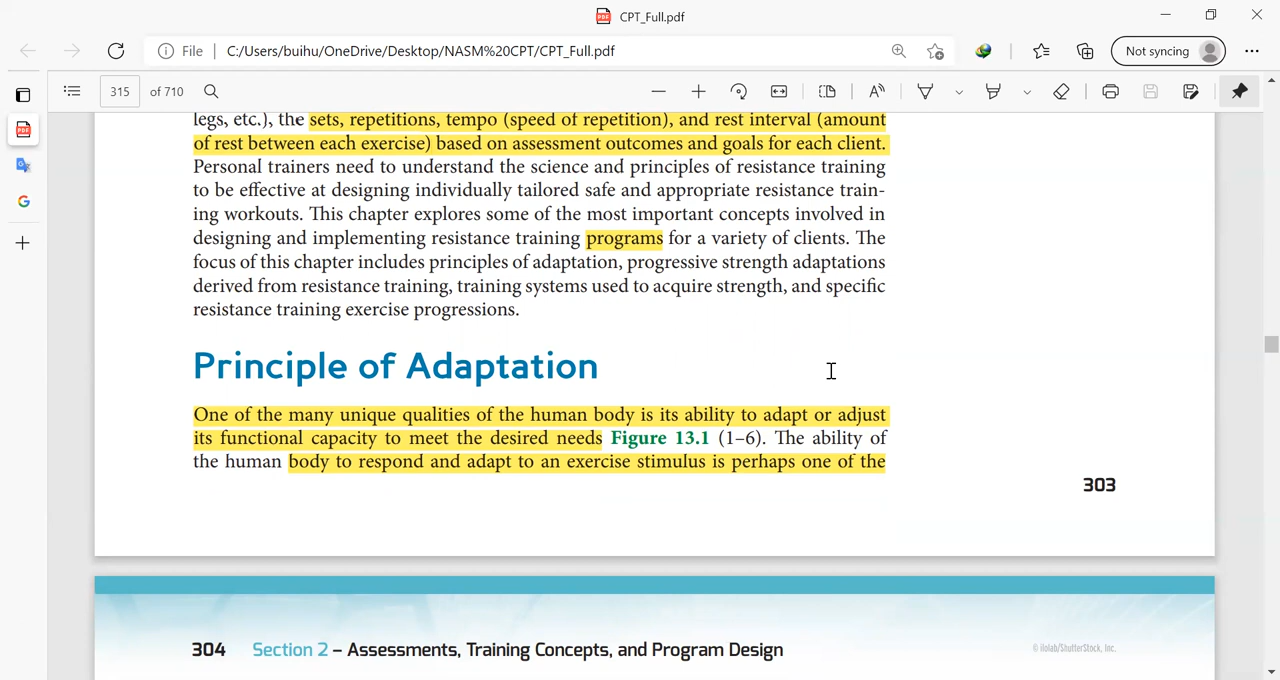 CPT_Full.pdf
File | C:/Users/buihu/OneDrive/Desktop/NASM%20CPT/CPT_Full.pdf
Not syncing
315 of 710
legs, etc.), the sets, repetitions, tempo (speed of repetition), and rest interval (amount
of rest between each exercise) based on assessment outcomes and goals for each client.
Personal trainers need to understand the science and principles of resistance training
to be effective at designing individually tailored safe and appropriate resistance train-
ing workouts. This chapter explores some of the most important concepts involved in
designing and implementing resistance training programs for a variety of clients. The
focus of this chapter includes principles of adaptation, progressive strength adaptations
derived from resistance training, training systems used to acquire strength, and specific
resistance training exercise progressions.
Principle of Adaptation
One of the many unique qualities of the human body is its ability to adapt or adjust
its functional capacity to meet the desired needs Figure 13.1 (1–6). The ability of
the human body to respond and adapt to an exercise stimulus is perhaps one of the
303
304 Section 2 – Assessments, Training Concepts, and Program Design
© ilolab/ShutterStock, Inc.